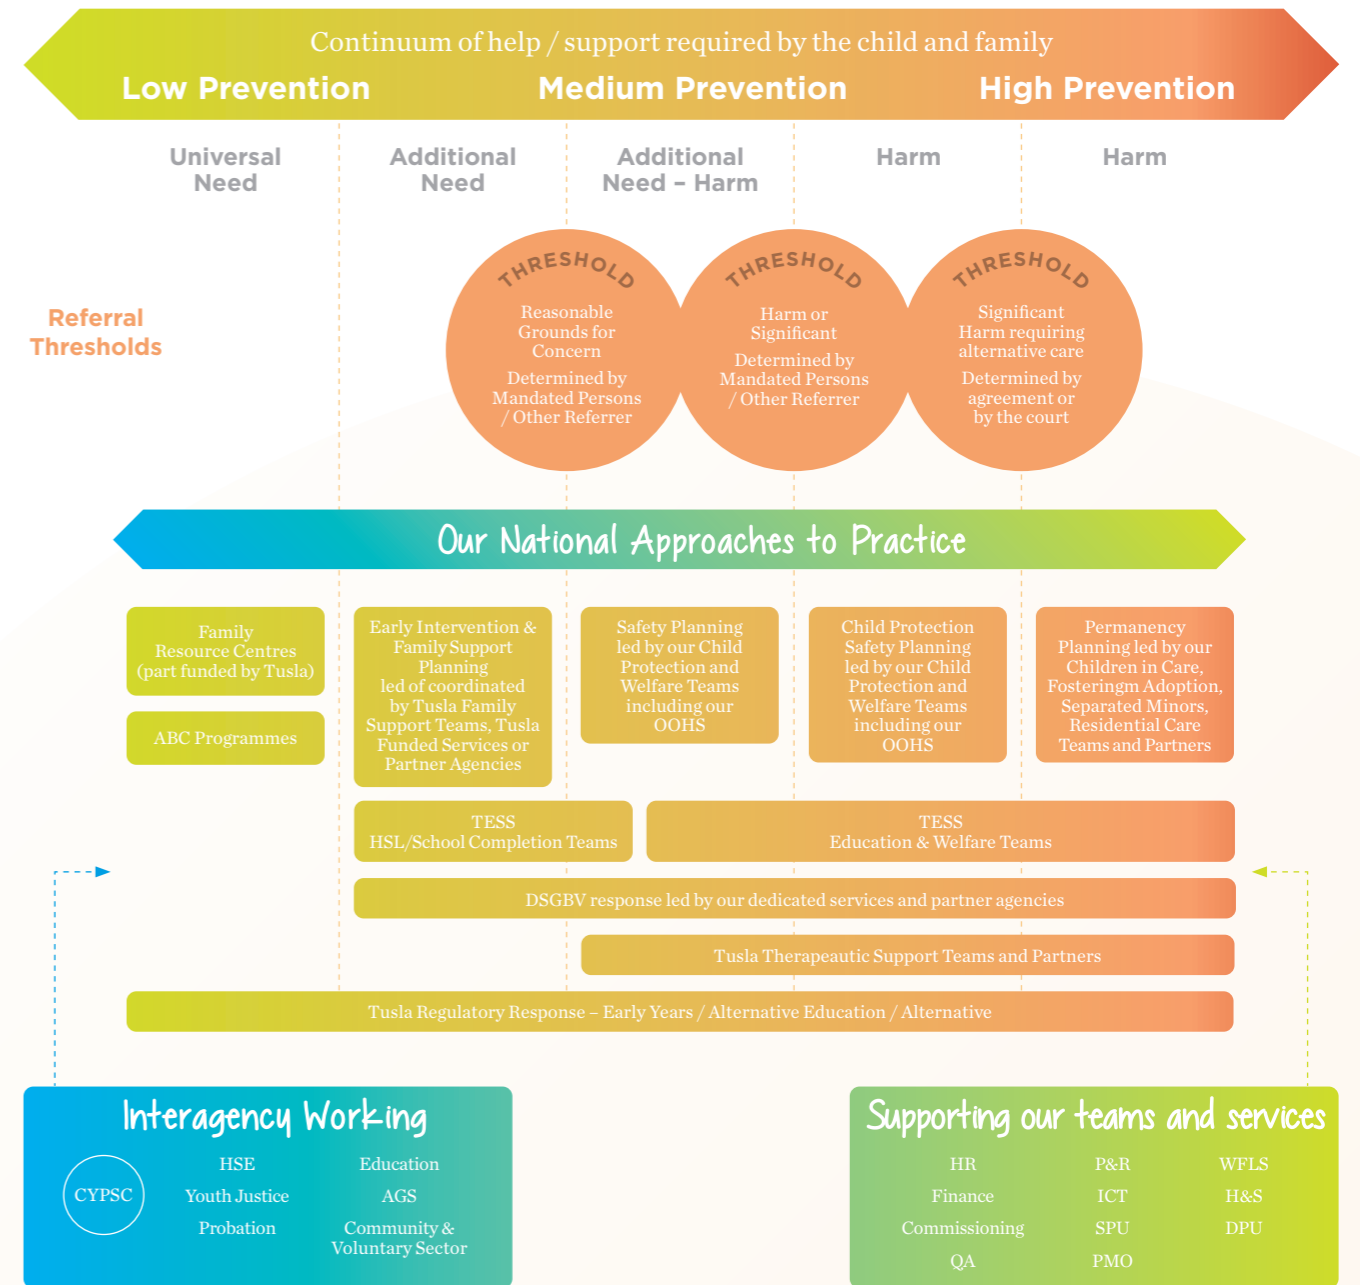 Continuum of help / support required by the child and family
Low Prevention
Medium Prevention
High Prevention
Universal
Need
Additional
Need
Additional
Need – Harm
Harm
Harm
Referral
Thresholds
THRESHOLD
Reasonable
Grounds for
Concern
Determined by
Mandated Persons
/ Other Referrer
THRESHOLD
Harm or
Significant
Determined by
Mandated Persons
/ Other Referrer
THRESHOLD
Significant
Harm requiring
alternative care
Determined by
agreement or
by the court
Our National Approaches to Practice
Family
Resource Centres
(part funded by Tusla)
ABC Programmes
Early Intervention &
Family Support
Planning
led of coordinated
by Tusla Family
Support Teams, Tusla
Funded Services or
Partner Agencies
Safety Planning
led by our Child
Protection and
Welfare Teams
including our
OOHS
Child Protection
Safety Planning
led by our Child
Protection and
Welfare Teams
including our
OOHS
Permanency
Planning led by our
Children in Care,
Fosteringm Adoption,
Separated Minors,
Residential Care
Teams and Partners
TESS
HSL/School Completion Teams
TESS
Education & Welfare Teams
DSGBV response led by our dedicated services and partner agencies
Tusla Therapeautic Support Teams and Partners
Tusla Regulatory Response – Early Years / Alternative Education / Alternative
Interagency Working
CYPSC
HSE
Youth Justice
Probation
Education
AGS
Community &
Voluntary Sector
Supporting our teams and services
HR
Finance
Commissioning
QA
P&R
ICT
SPU
PMO
WFLS
H&S
DPU